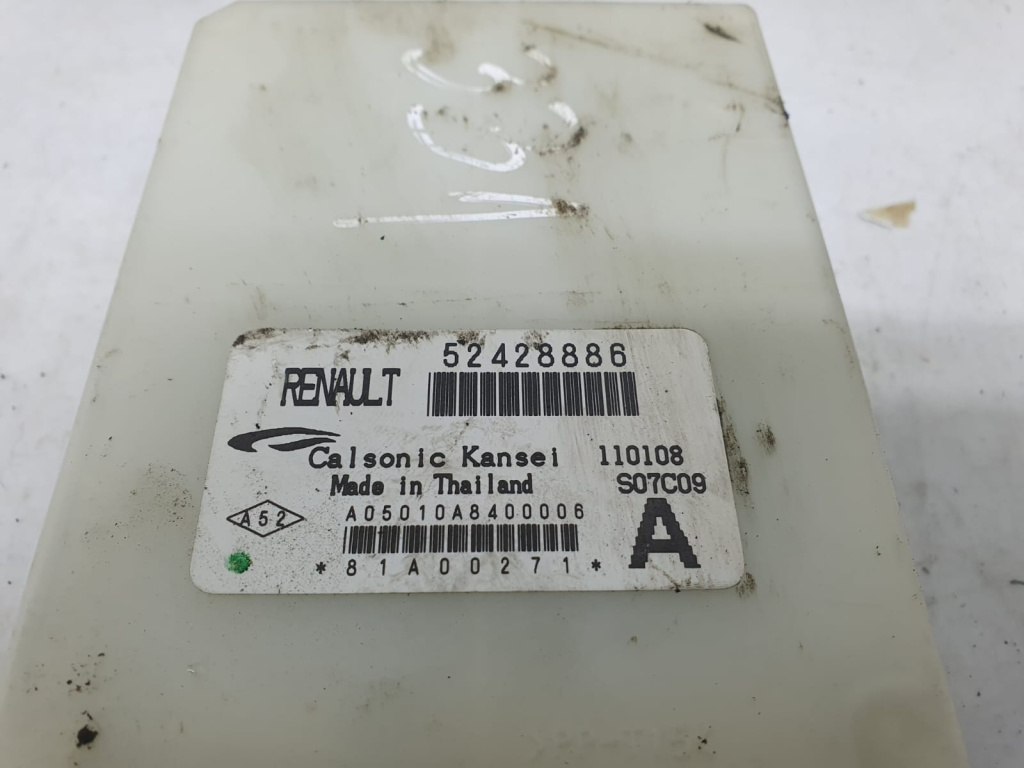 52428886
RENAULT
Calsonic Kansei 110108
Made in Thailand S07C09
A52 A05010A8400006 A
*81A00271*